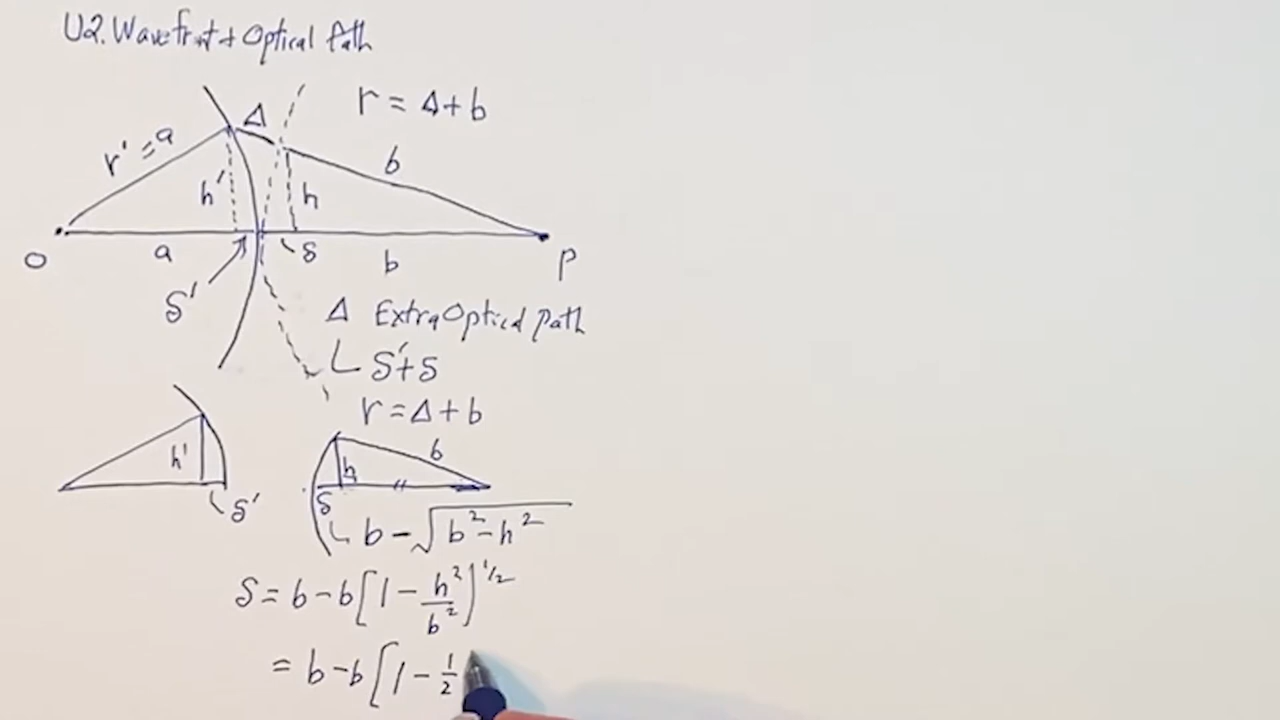 U2. Wavefront + Optical Path
Δ
r = Δ + b
r' = a
b
h'
h
a
δ
b
O
P
δ'
Δ Extra Optical Path
δ' + δ
r = Δ + b
h'
b
h
δ'
δ
b - √b² - h²
δ = b - b [1 - h²/b²]^1/2
= b - b [1 - 1/2